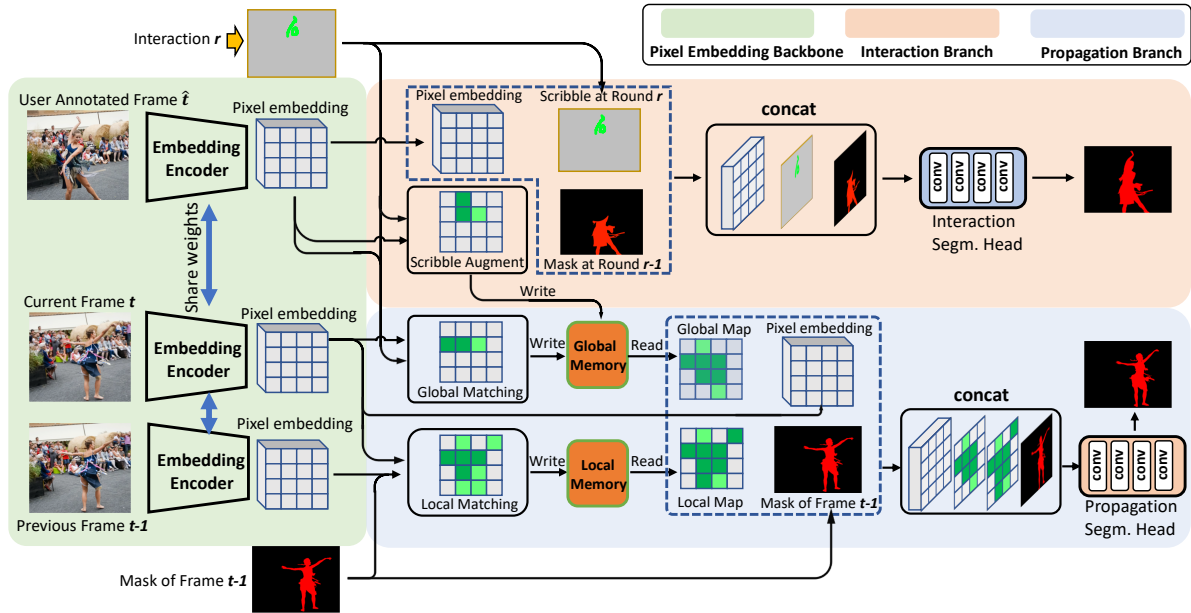 Interaction r
Pixel Embedding Backbone
Interaction Branch
Propagation Branch
User Annotated Frame t̂
Pixel embedding
Embedding
Encoder
Share weights
Pixel embedding
Scribble at Round r
Scribble Augment
Mask at Round r-1
concat
conv
conv
conv
conv
Interaction
Segm. Head
Write
Current Frame t
Pixel embedding
Embedding
Encoder
Global Matching
Write
Global
Memory
Read
Global Map
Pixel embedding
Pixel embedding
Embedding
Encoder
Previous Frame t-1
Local Matching
Write
Local
Memory
Read
Local Map
Mask of Frame t-1
concat
conv
conv
conv
conv
Propagation
Segm. Head
Mask of Frame t-1